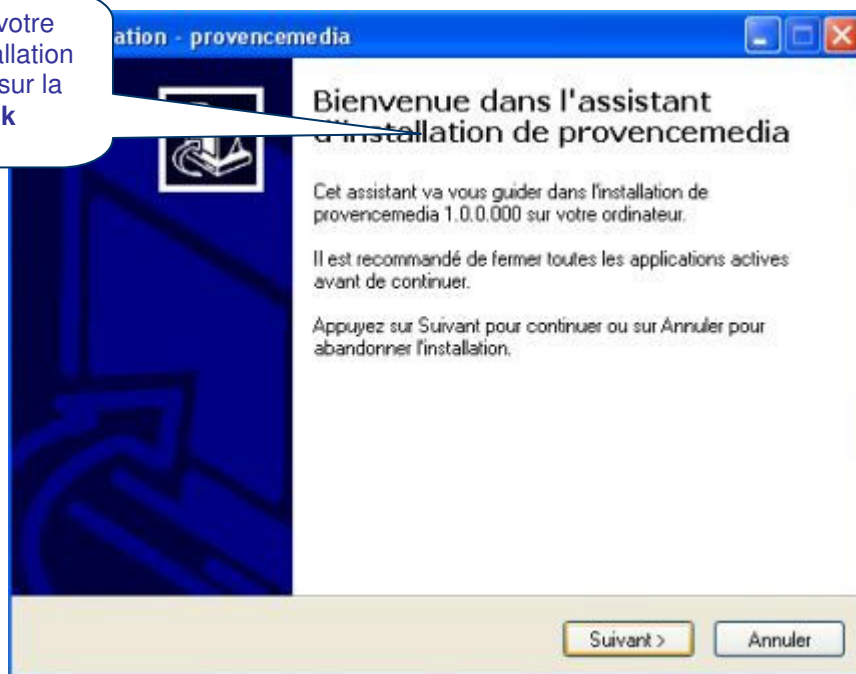 votre
allation
sur la
k
ation - provencemedia
Bienvenue dans l'assistant
d'installation de provencemedia
Cet assistant va vous guider dans l'installation de
provencemedia 1.0.0.000 sur votre ordinateur.
Il est recommandé de fermer toutes les applications actives
avant de continuer.
Appuyez sur Suivant pour continuer ou sur Annuler pour
abandonner l'installation.
Suivant >
Annuler